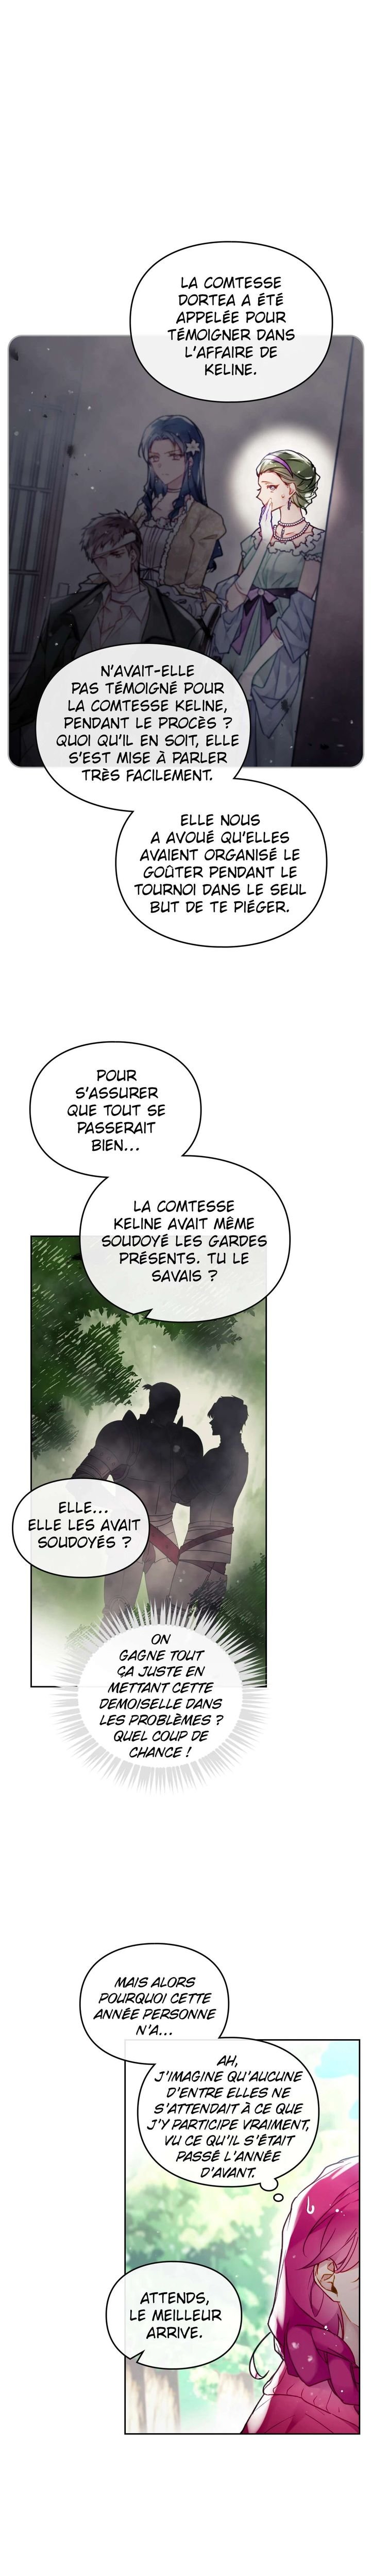 LA COMTESSE
DORTEA A ÉTÉ
APPELÉE POUR
TÉMOIGNER DANS
L'AFFAIRE DE
KELINE.
N'AVAIT-ELLE
PAS TÉMOIGNÉ POUR
LA COMTESSE KELINE,
PENDANT LE PROCÈS ?
QUOI QU'IL EN SOIT, ELLE
S'EST MISE À PARLER
TRÈS FACILEMENT.
ELLE NOUS
A AVOUÉ QU'ELLES
AVAIENT ORGANISÉ LE
GOÛTER PENDANT LE
TOURNOI DANS LE SEUL
BUT DE TE PIÉGER.
POUR
S'ASSURER
QUE TOUT SE
PASSERAIT
BIEN...
LA COMTESSE
KELINE AVAIT MÊME
SOUDOYÉ LES GARDES
PRÉSENTS. TU LE
SAVAIS ?
ELLE...
ELLE LES AVAIT
SOUDOYÉS ?
ON
GAGNE TOUT
ÇA JUSTE EN
METTANT CETTE
DEMOISELLE DANS
LES PROBLÈMES ?
QUEL COUP DE
CHANCE !
MAIS ALORS
POURQUOI CETTE
ANNÉE PERSONNE
N'A...
AH,
J'IMAGINE QU'AUCUNE
D'ENTRE ELLES NE
S'ATTENDAIT À CE QUE
J'Y PARTICIPE VRAIMENT,
VU CE QU'IL S'ÉTAIT
PASSÉ L'ANNÉE
D'AVANT.
ATTENDS,
LE MEILLEUR
ARRIVE.